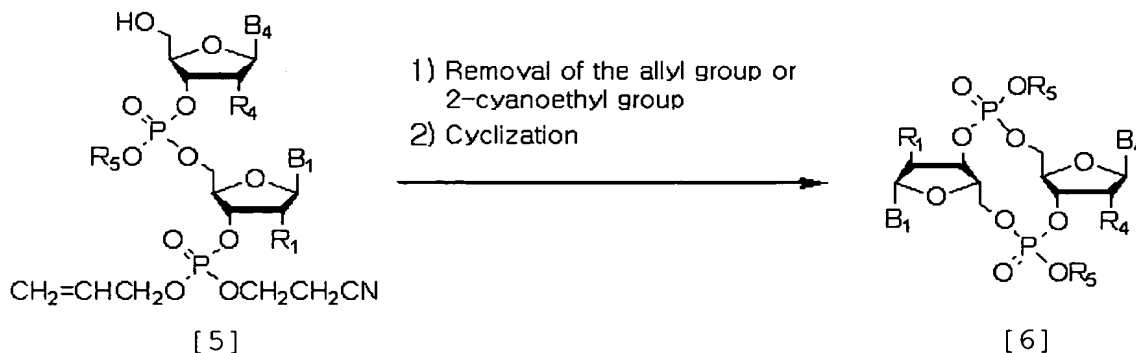 HO
O
B₄
R₄
O
O
P
R₅O
O
O
B₁
R₁
O
O
P
CH₂=CHCH₂O
OCH₂CH₂CN
[5]
1) Removal of the allyl group or
2-cyanoethyl group
2) Cyclization
O
OR₅
P
R₁
O
O
B₁
O
O
O
R₄
O
P
O
OR₅
[6]